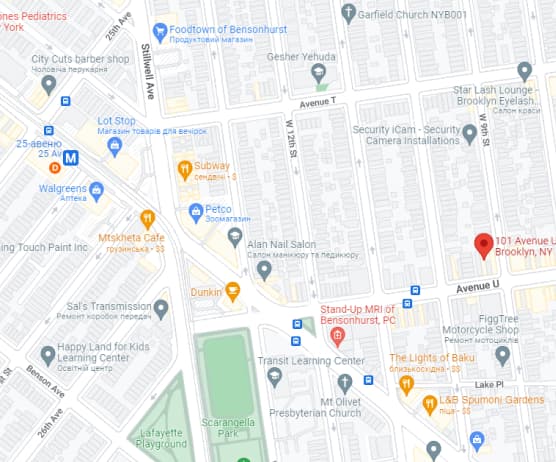 ones Pediatrics
York
25th Ave
Stillwell Ave
Foodtown of Bensonhurst
Продуктовий магазин
Garfield Church NYB001
City Cuts barber shop
Чоловіча перукарня
Gesher Yehuda
Avenue T
Star Lash Lounge -
Brooklyn Eyelash...
Салон краси
W 12th St
W 9th St
Lot Stop
Магазин товарів для вечірок
Security iCam - Security
Camera Installations
25-авеню
25 Av
M
D
Subway
сендвічі • $
Walgreens
Аптека
Petco
Зоомагазин
Mtskheta Cafe
грузинська • $$
ing Touch Paint Inc
Alan Nail Salon
Салон манікюру та педикюру
101 Avenue U
Brooklyn, NY
Avenue U
Dunkin'
Sal's Transmission
Ремонт коробок передач
Stand-Up MRI of
Bensonhurst, PC
FiggTree
Motorcycle Shop
Ремонт мотоциклів
Happy Land for Kids
Learning Center
Освітній центр
Transit Learning Center
The Lights of Baku
близькосхідна • $$
Lake Pl
Benson Ave
st St
26th Ave
Scarangella
Park
Mt Olivet
Presbyterian Church
L&B Spumoni Gardens
піца • $$
Lafayette
Playground